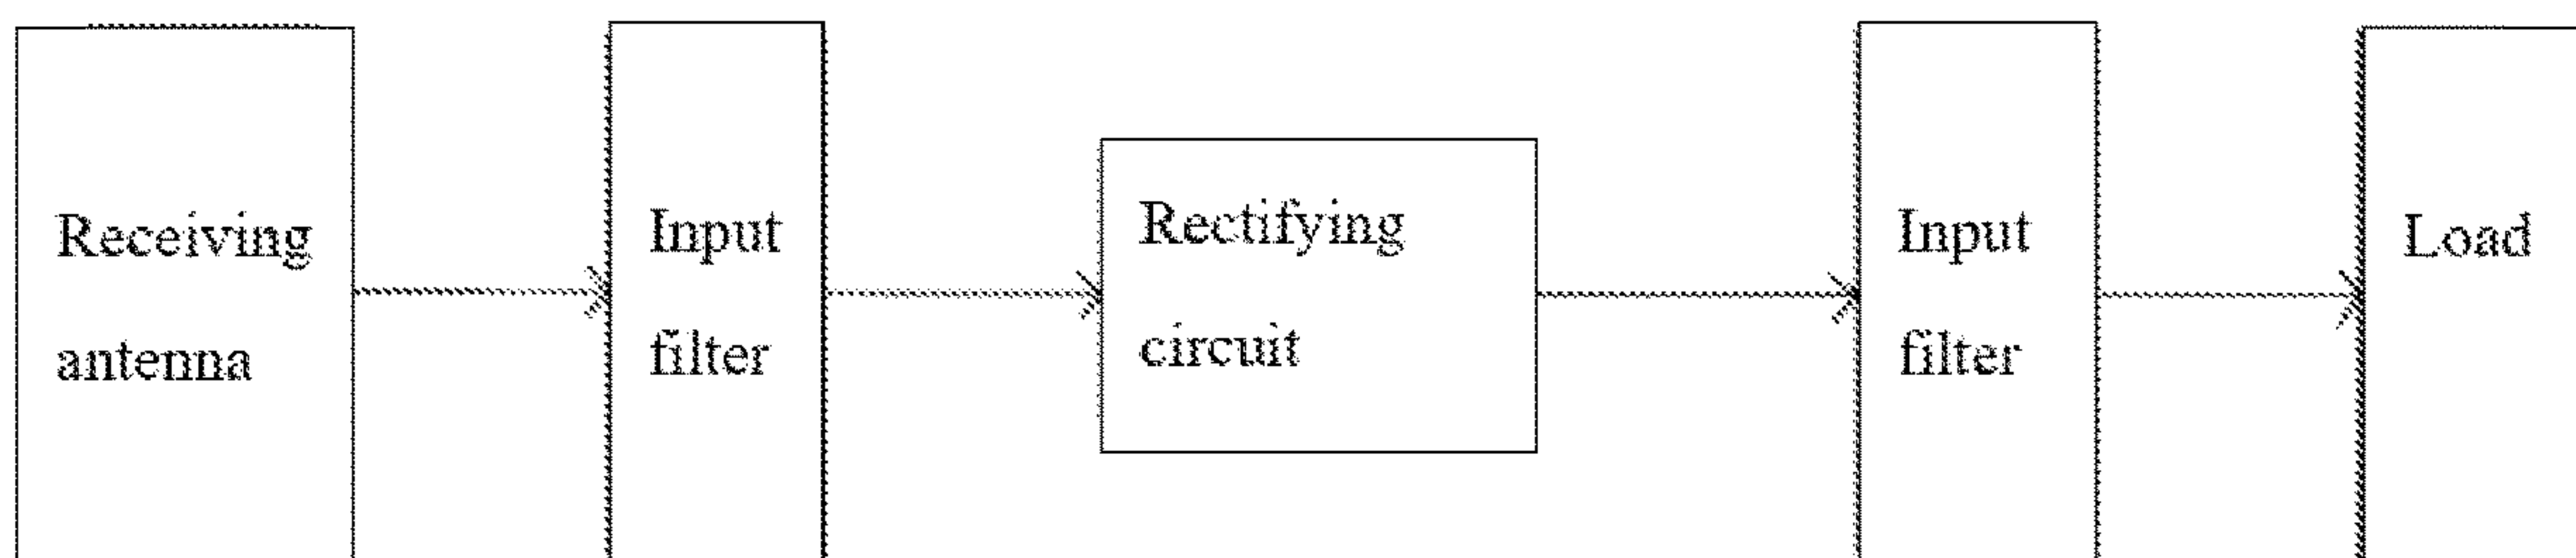 Receiving
antenna
Input
filter
Rectifying
circuit
Input
filter
Load